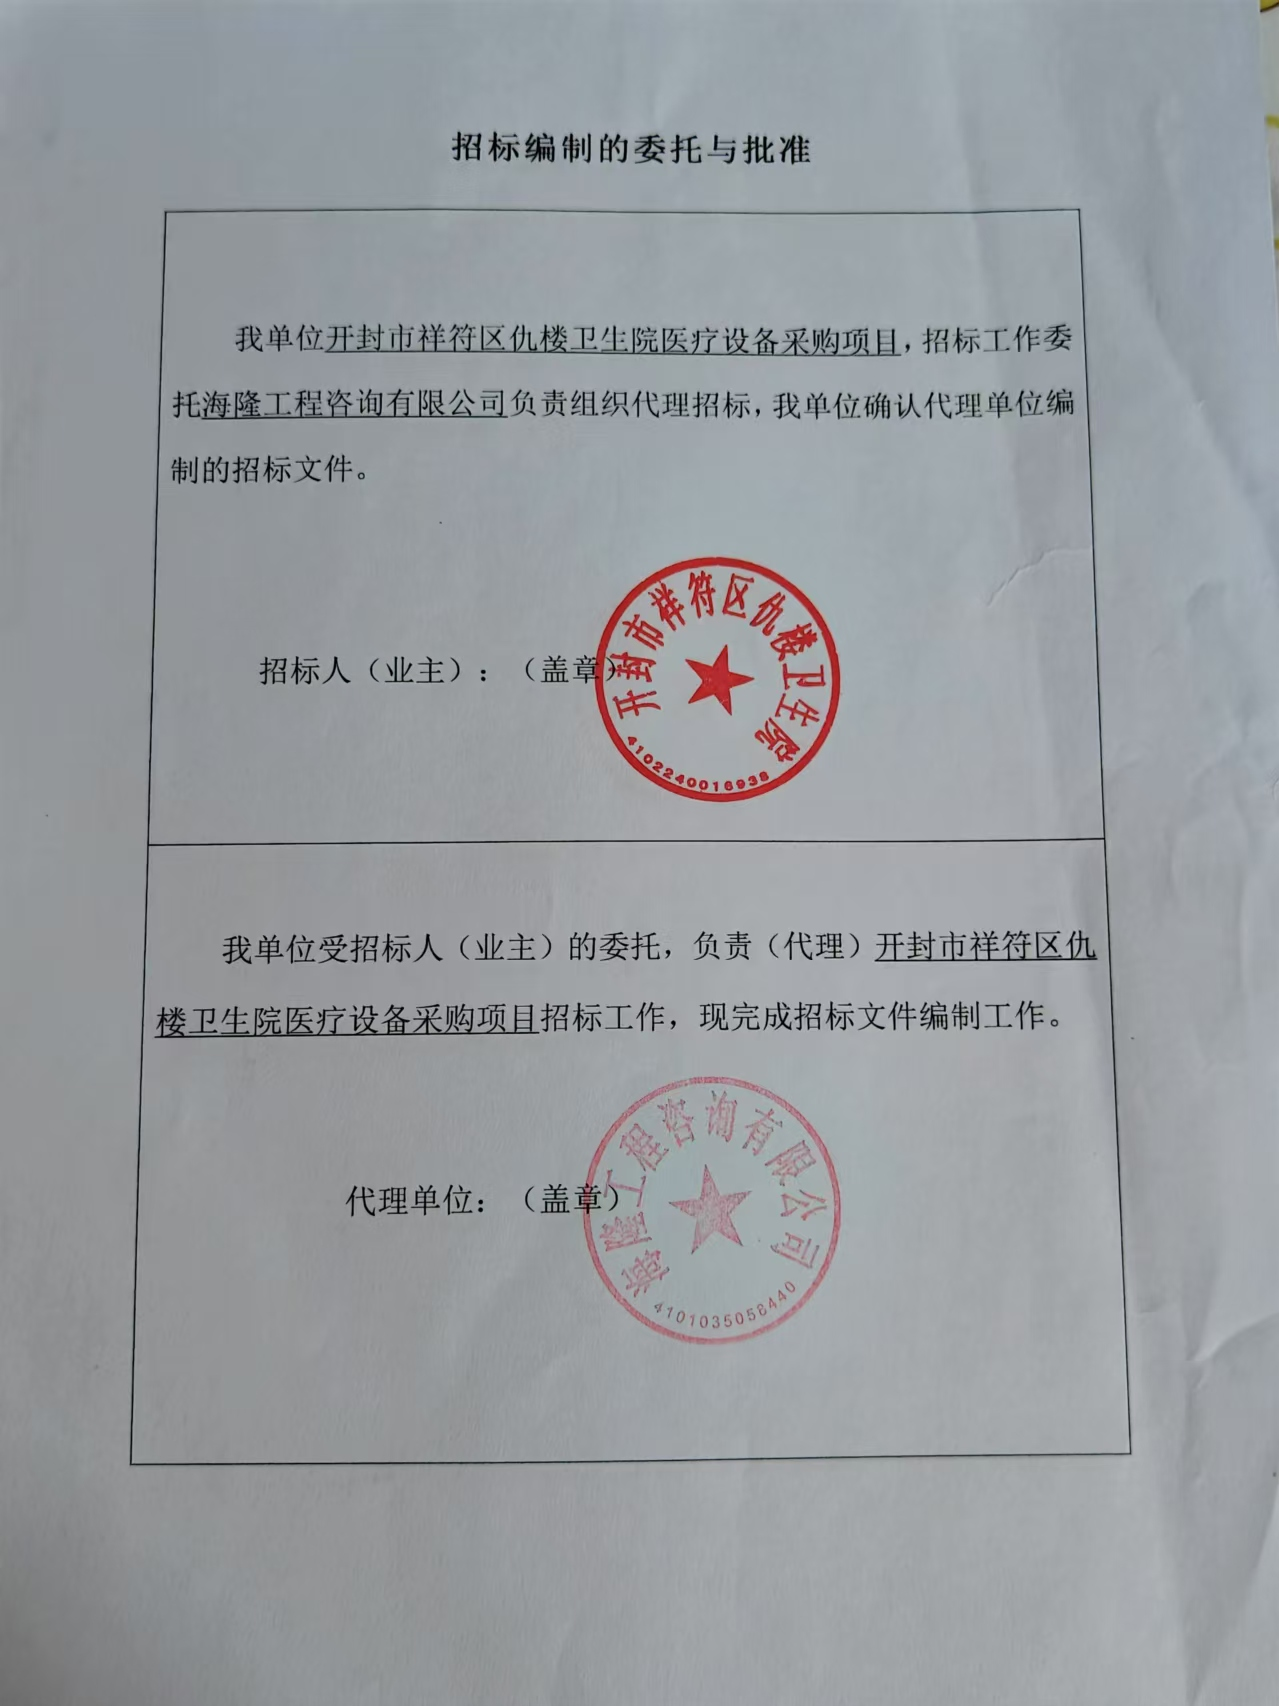 招标编制的委托与批准
我单位开封市祥符区仇楼卫生院医疗设备采购项目，招标工作委
托海隆工程咨询有限公司负责组织代理招标，我单位确认代理单位编
制的招标文件。
招标人（业主）：（盖章）
开封市祥符区仇楼卫生院
4102240016938
我单位受招标人（业主）的委托，负责（代理）开封市祥符区仇
楼卫生院医疗设备采购项目招标工作，现完成招标文件编制工作。
代理单位：（盖章）
海隆工程咨询有限公司
4101035058440